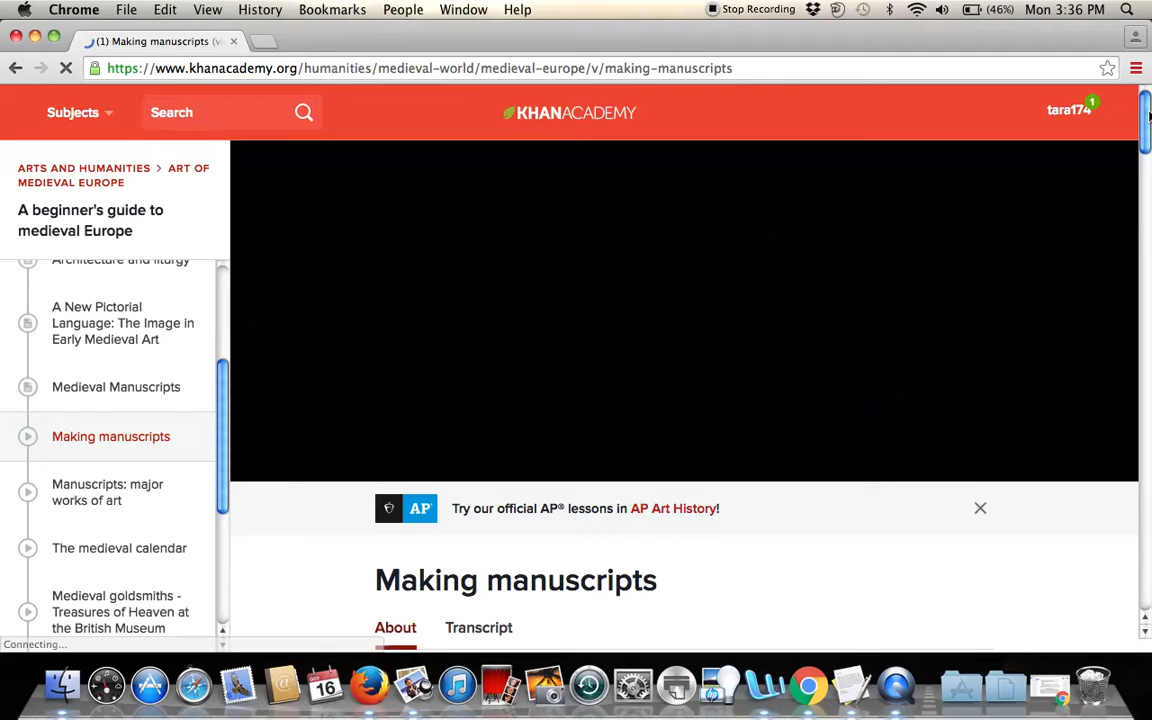 Chrome File Edit View History Bookmarks People Window Help Stop Recording (46%) Mon 3:36 PM
(1) Making manuscripts (v
https://www.khanacademy.org/humanities/medieval-world/medieval-europe/v/making-manuscripts
Subjects Search KHANACADEMY tara174 1
ARTS AND HUMANITIES > ART OF
MEDIEVAL EUROPE
A beginner's guide to
medieval Europe
Architecture and liturgy
A New Pictorial
Language: The Image in
Early Medieval Art
Medieval Manuscripts
Making manuscripts
Manuscripts: major
works of art
The medieval calendar
Medieval goldsmiths -
Treasures of Heaven at
the British Museum
AP Try our official AP® lessons in AP Art History!
Making manuscripts
About Transcript
Connecting...
OCT
16